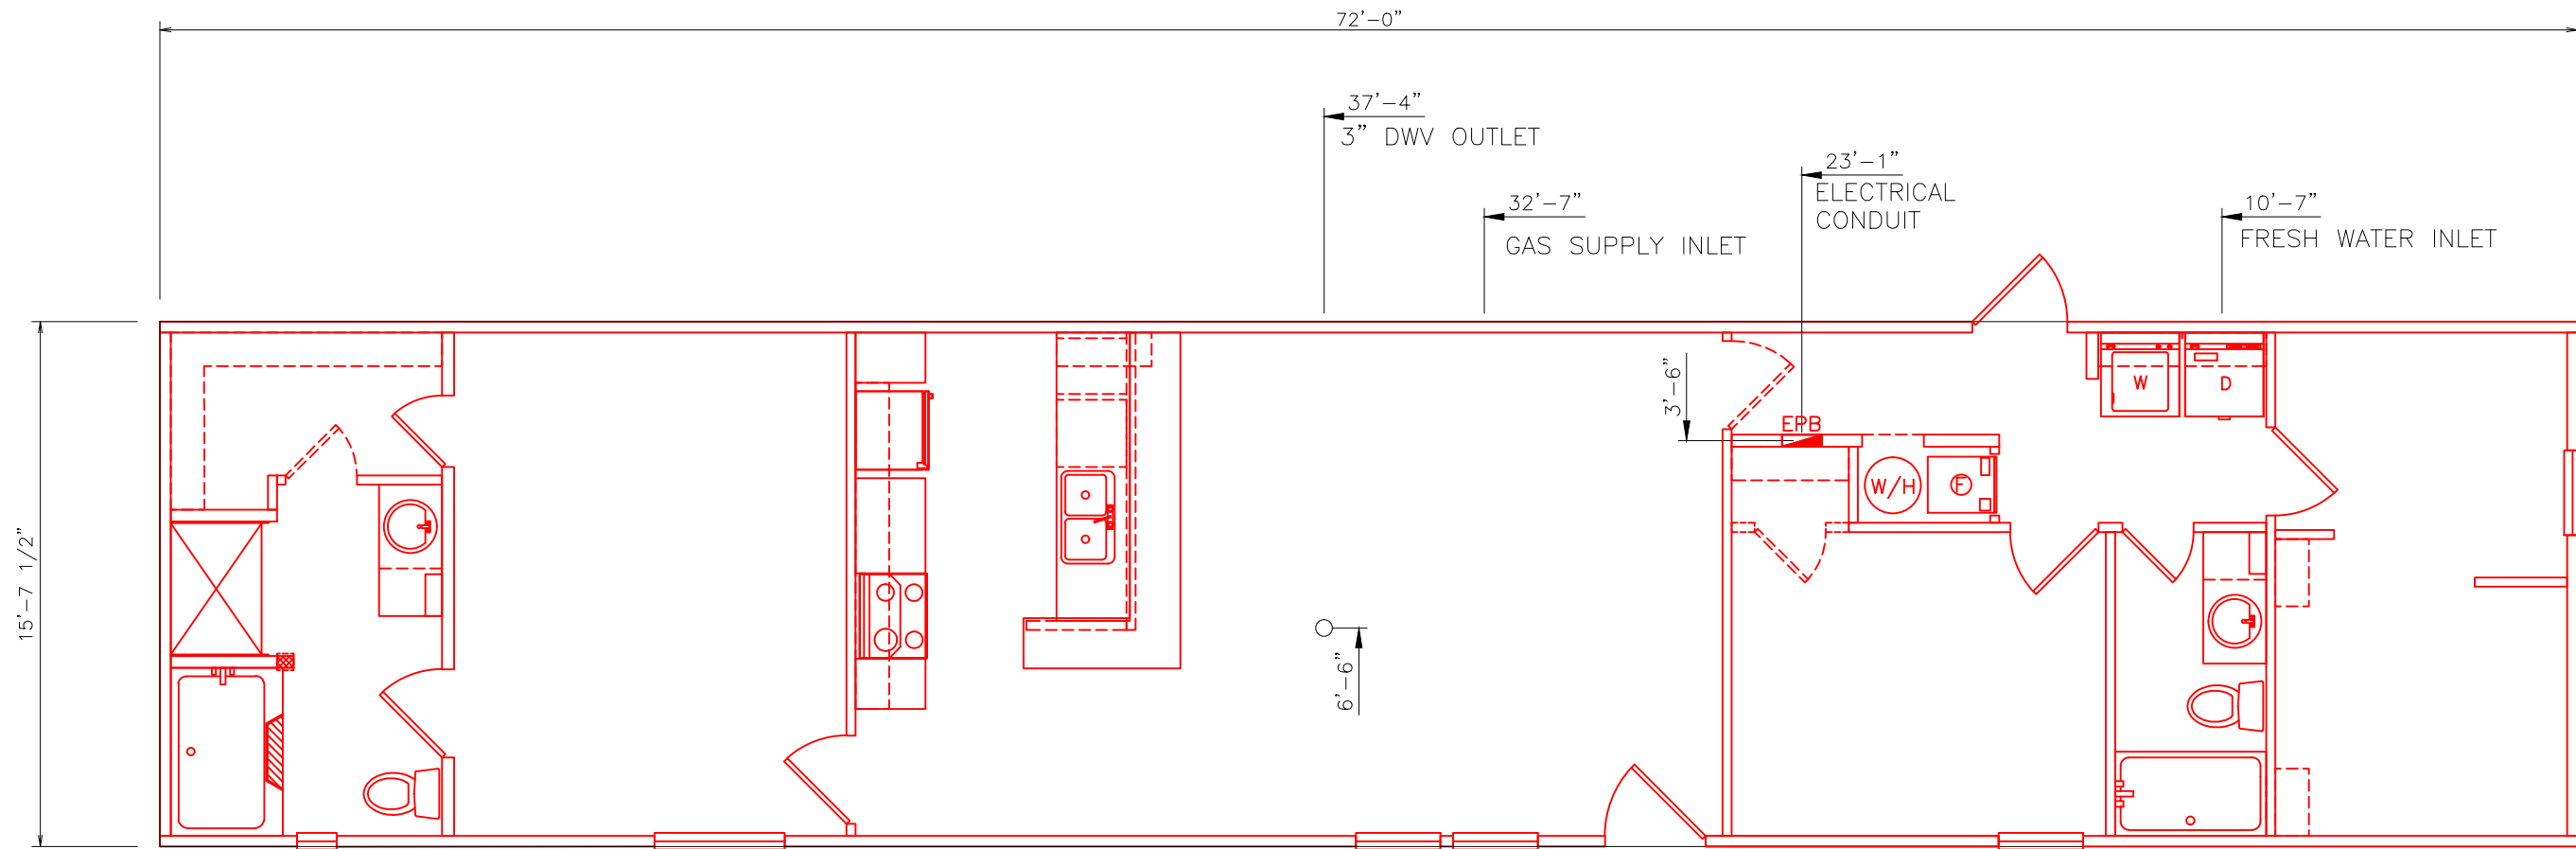 72'-0"
37'-4"
3" DWV OUTLET
23'-1"
ELECTRICAL
CONDUIT
32'-7"
GAS SUPPLY INLET
10'-7"
FRESH WATER INLET
3'-6"
W
D
EPB
W/H
F
15'-7 1/2"
6'-6"